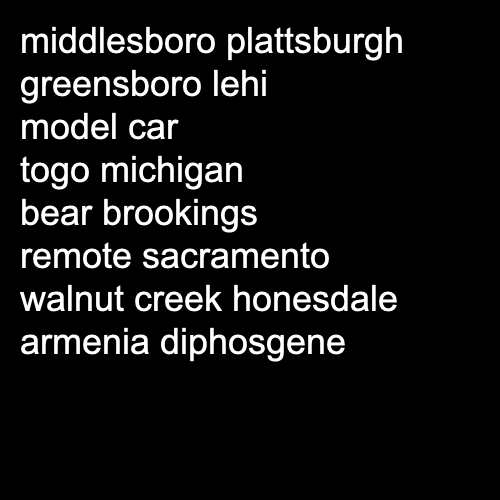 middlesboro plattsburgh
greensboro lehi
model car
togo michigan
bear brookings
remote sacramento
walnut creek honesdale
armenia diphosgene